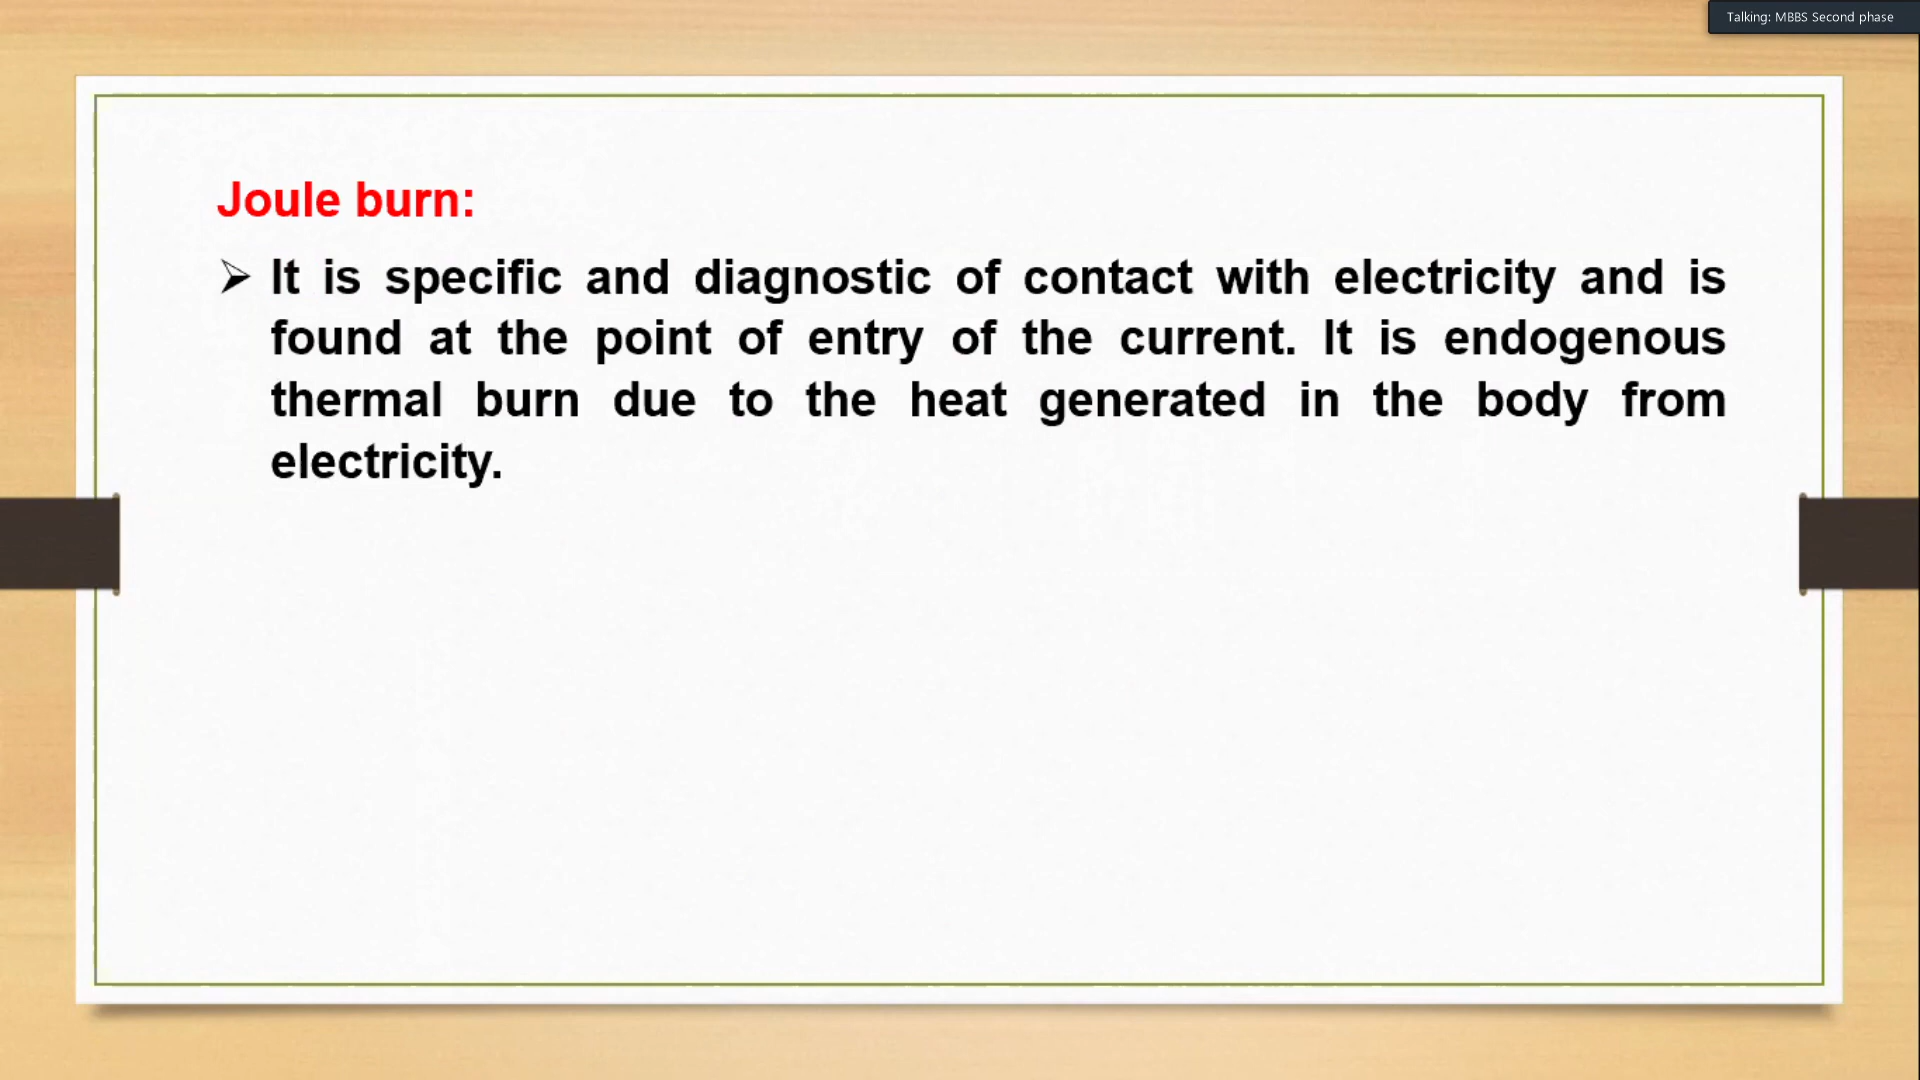 Talking: MBBS Second phase
Joule burn:
➢ It is specific and diagnostic of contact with electricity and is
found at the point of entry of the current. It is endogenous
thermal burn due to the heat generated in the body from
electricity.